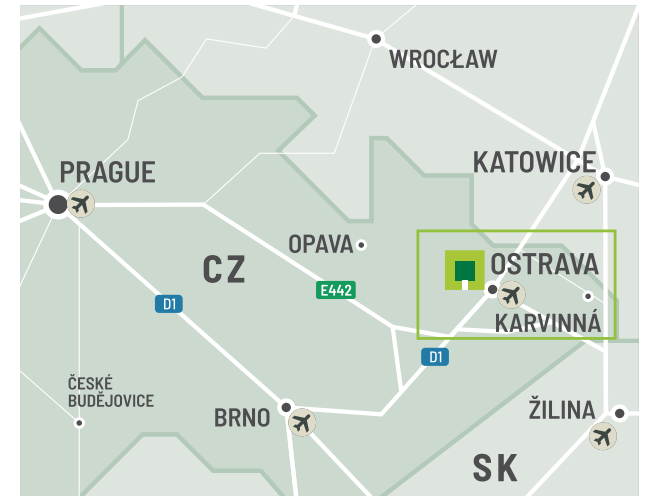 WROCŁAW
KATOWICE
PRAGUE
OPAVA
CZ
OSTRAVA
E442
D1
KARVINNÁ
D1
ČESKÉ
BUDĚJOVICE
BRNO
ŽILINA
SK